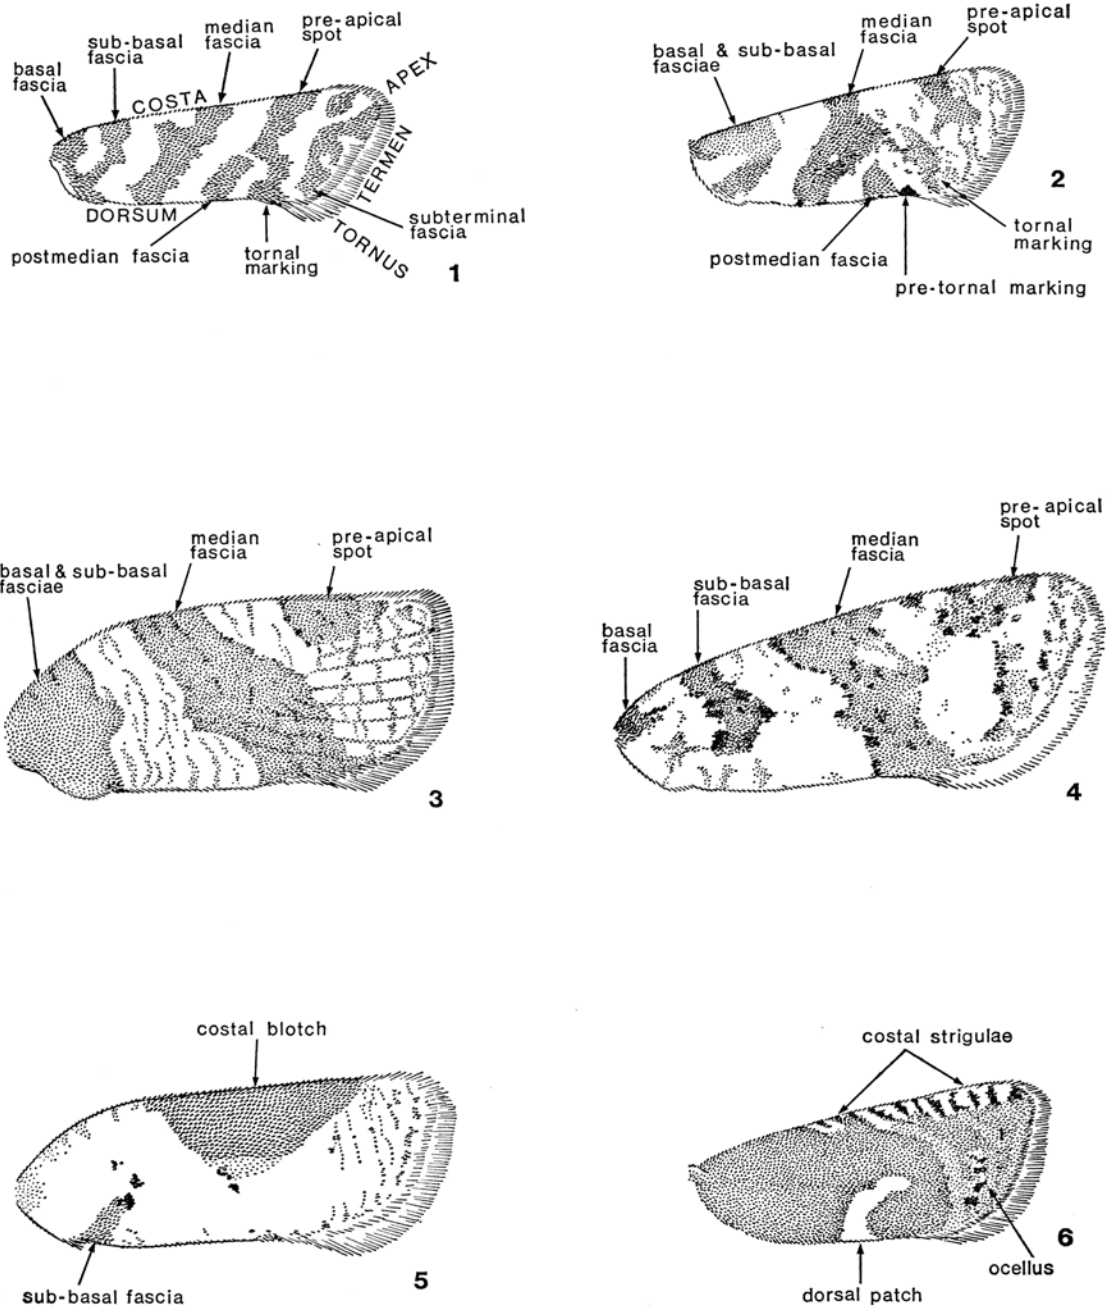 pre-apical
spot
median
fascia
sub-basal
fascia
basal
fascia
COSTA
APEX
TERMEN
DORSUM
TORNUS
subterminal
fascia
postmedian fascia
tornal
marking
1
pre-apical
spot
median
fascia
basal & sub-basal
fasciae
2
tornal
marking
postmedian fascia
pre-tornal marking
median
fascia
pre-apical
spot
basal & sub-basal
fasciae
3
pre-apical
spot
median
fascia
sub-basal
fascia
basal
fascia
4
costal blotch
sub-basal fascia
5
costal strigulae
6
ocellus
dorsal patch